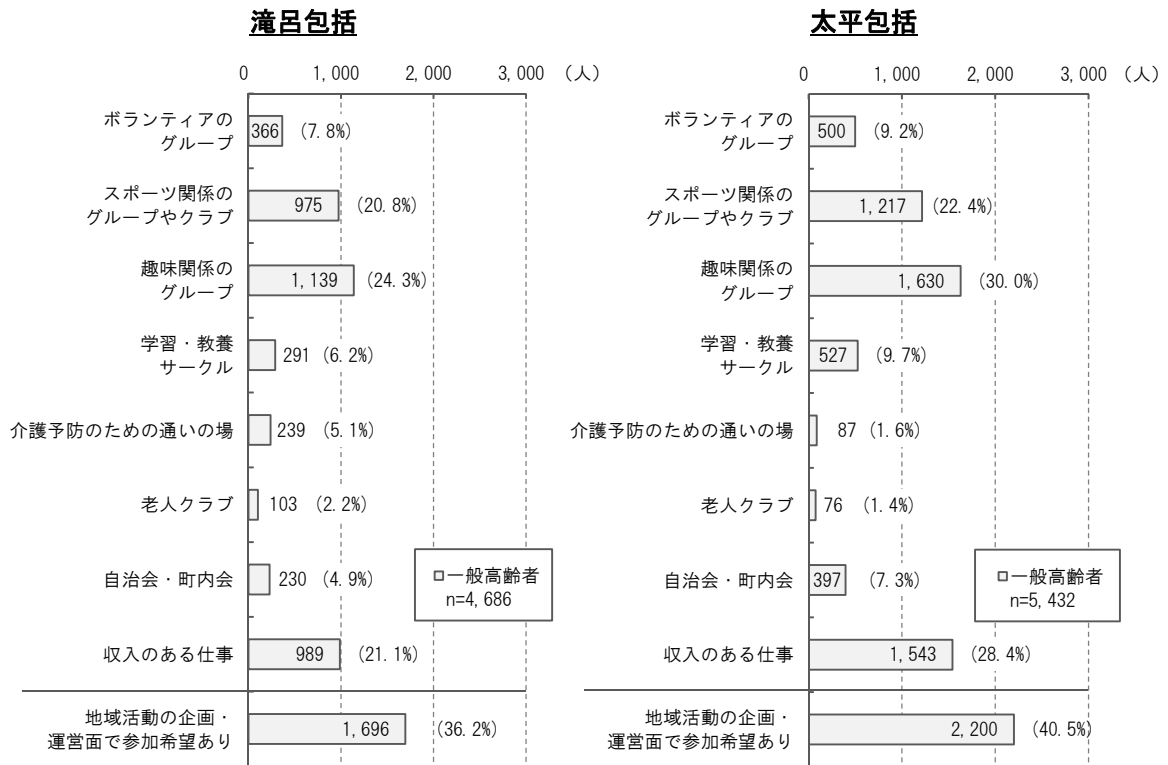 滝呂包括
0 1,000 2,000 3,000 (人)
ボランティアの
グループ
366 (7.8%)
スポーツ関係の
グループやクラブ
975 (20.8%)
趣味関係の
グループ
1,139 (24.3%)
学習・教養
サークル
291 (6.2%)
介護予防のための通いの場
239 (5.1%)
老人クラブ
103 (2.2%)
自治会・町内会
230 (4.9%)
一般高齢者
n=4,686
収入のある仕事
989 (21.1%)
地域活動の企画・
運営面で参加希望あり
1,696 (36.2%)
太平包括
0 1,000 2,000 3,000 (人)
ボランティアの
グループ
500 (9.2%)
スポーツ関係の
グループやクラブ
1,217 (22.4%)
趣味関係の
グループ
1,630 (30.0%)
学習・教養
サークル
527 (9.7%)
介護予防のための通いの場
87 (1.6%)
老人クラブ
76 (1.4%)
自治会・町内会
397 (7.3%)
一般高齢者
n=5,432
収入のある仕事
1,543 (28.4%)
地域活動の企画・
運営面で参加希望あり
2,200 (40.5%)